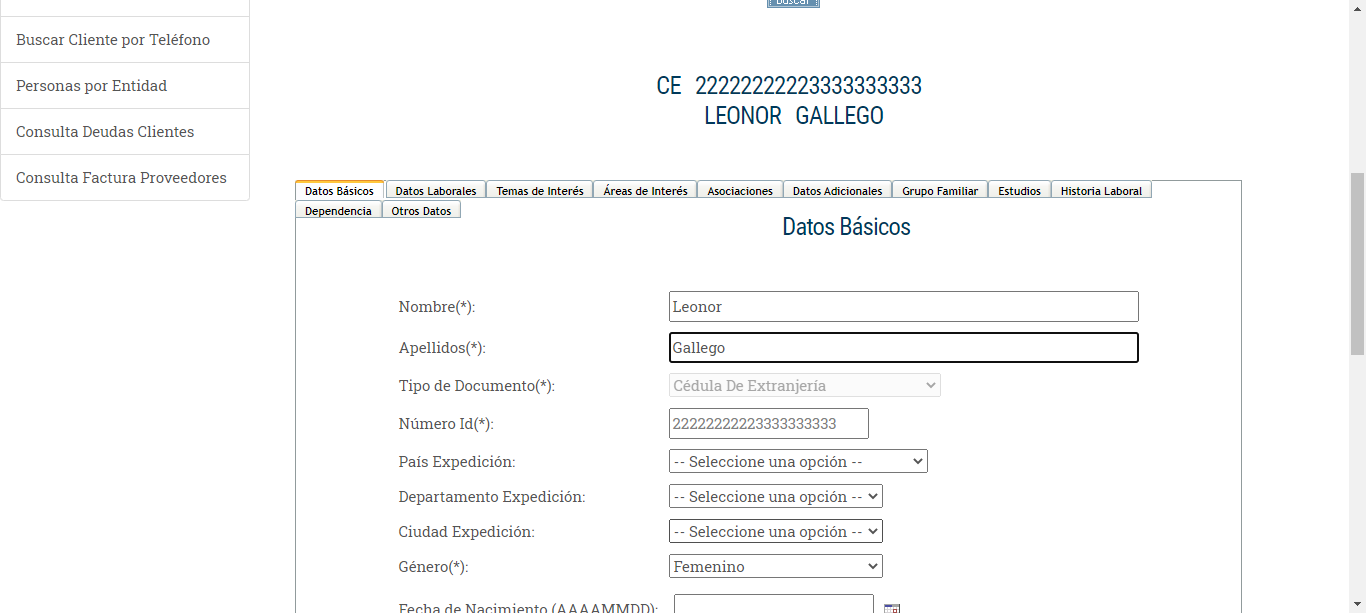 Buscar
Buscar Cliente por Teléfono
Personas por Entidad
Consulta Deudas Clientes
Consulta Factura Proveedores
CE 22222222223333333333
LEONOR GALLEGO
Datos Básicos Datos Laborales Temas de Interés Áreas de Interés Asociaciones Datos Adicionales Grupo Familiar Estudios Historia Laboral
Dependencia Otros Datos
Datos Básicos
Nombre(*): Leonor
Apellidos(*): Gallego
Tipo de Documento(*): Cédula De Extranjería
Número Id(*): 22222222223333333333
País Expedición: -- Seleccione una opción --
Departamento Expedición: -- Seleccione una opción --
Ciudad Expedición: -- Seleccione una opción --
Género(*): Femenino
Fecha de Nacimiento (AAAAMMDD):